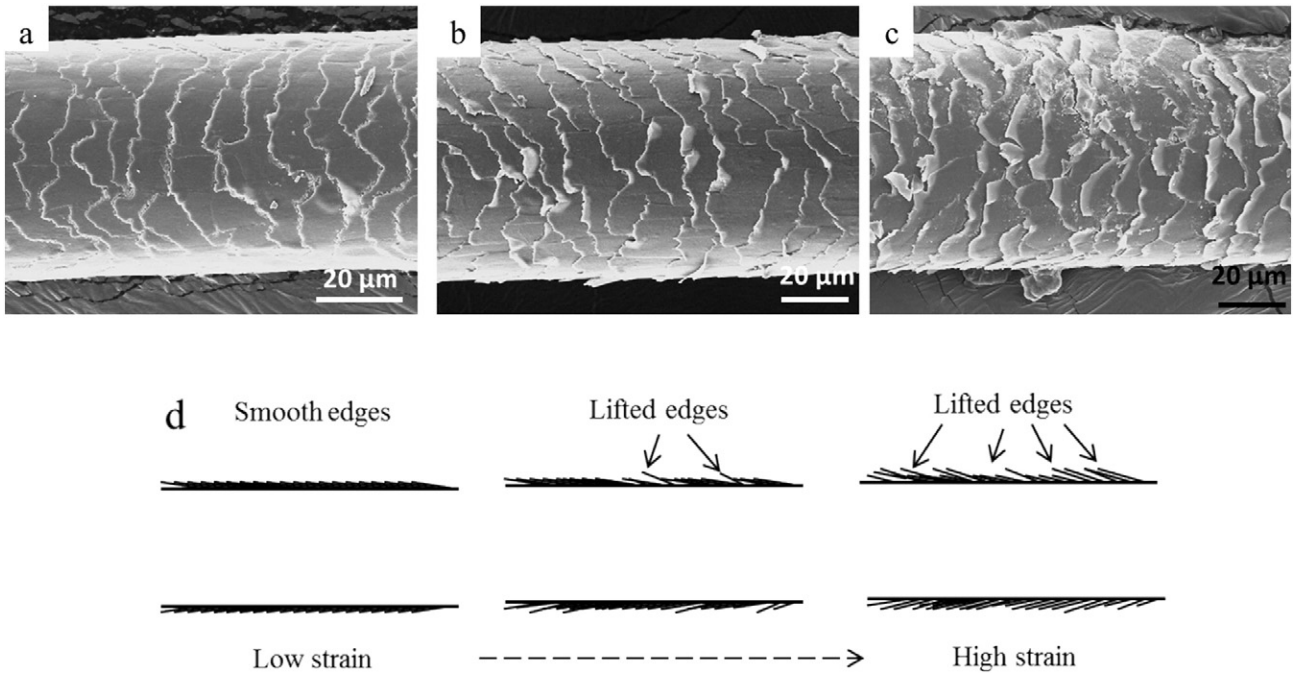 a
b
c
20 µm
20 µm
20 µm
d
Smooth edges
Lifted edges
Lifted edges
Low strain
High strain